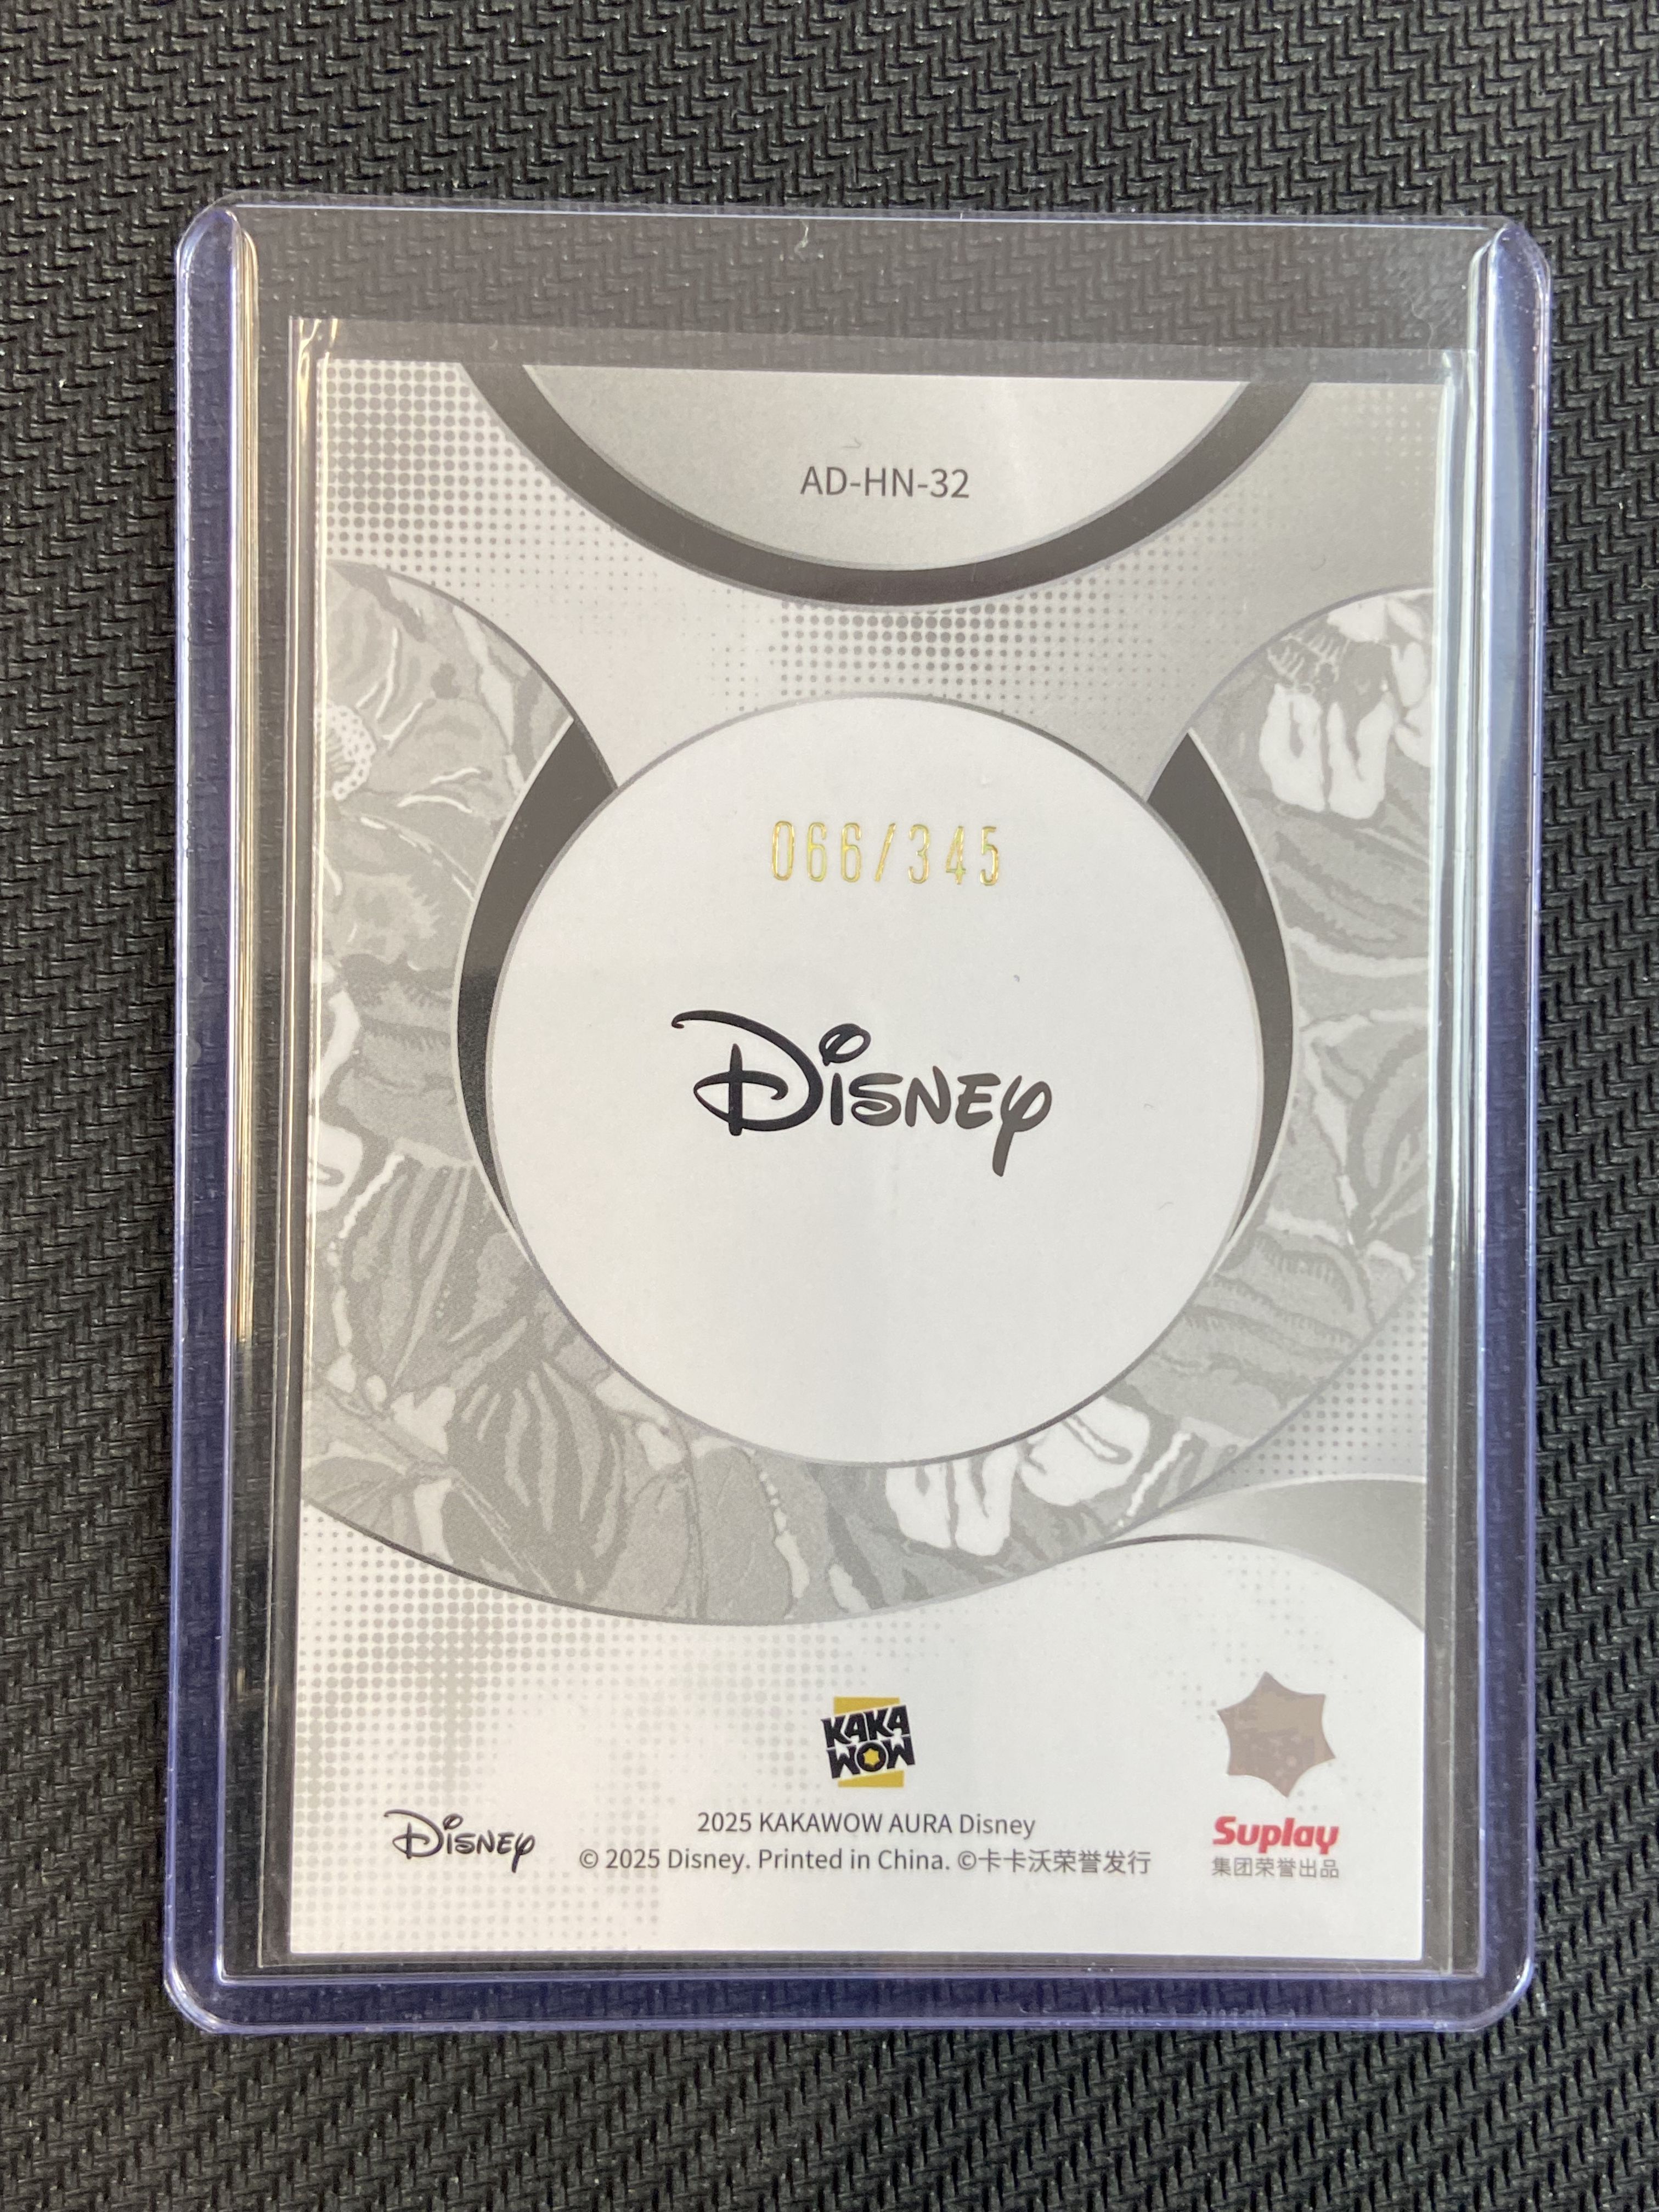 AD-HN-32
066/345
Disney
KAKA
WOW
Disney
2025 KAKAWOW AURA Disney
© 2025 Disney. Printed in China. ©卡卡沃荣誉发行
Suplay
集团荣誉出品